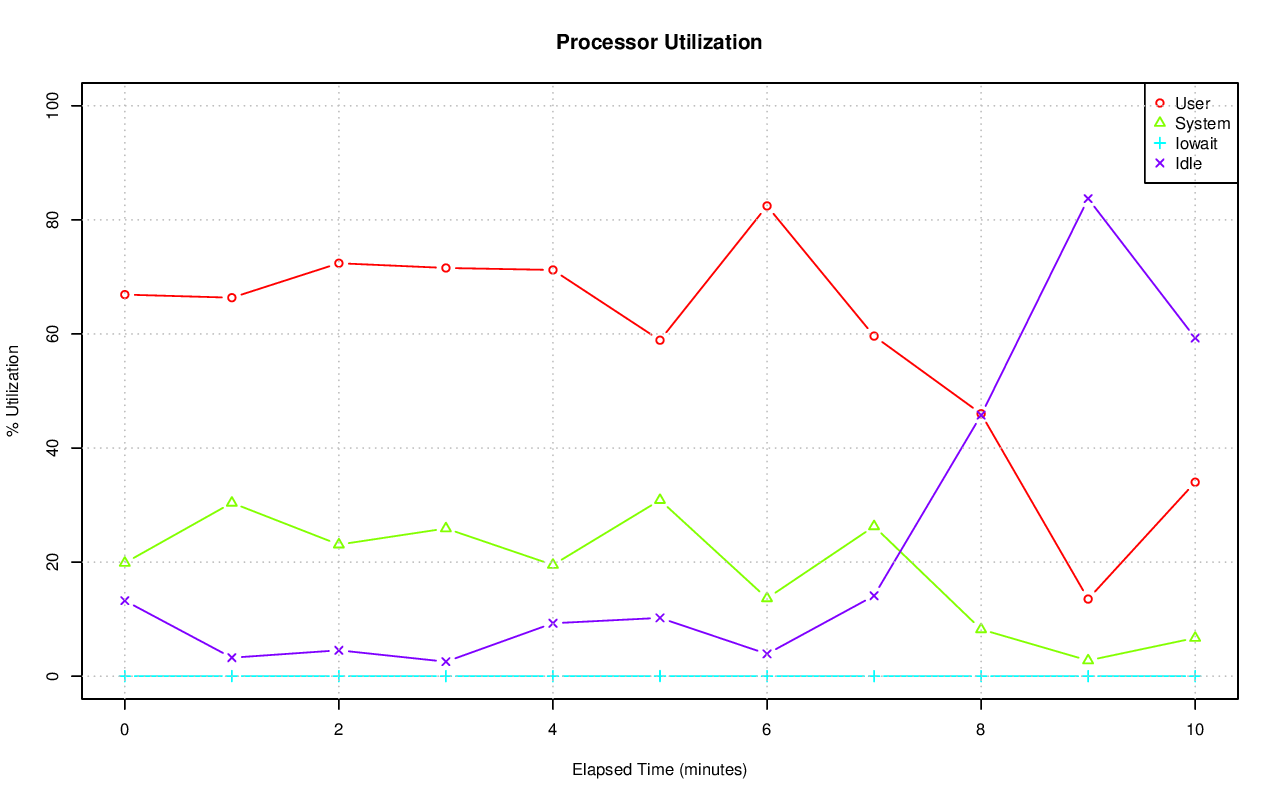 Processor Utilization
User
System
Iowait
Idle
100
80
60
40
20
0
% Utilization
0 2 4 6 8 10
Elapsed Time (minutes)